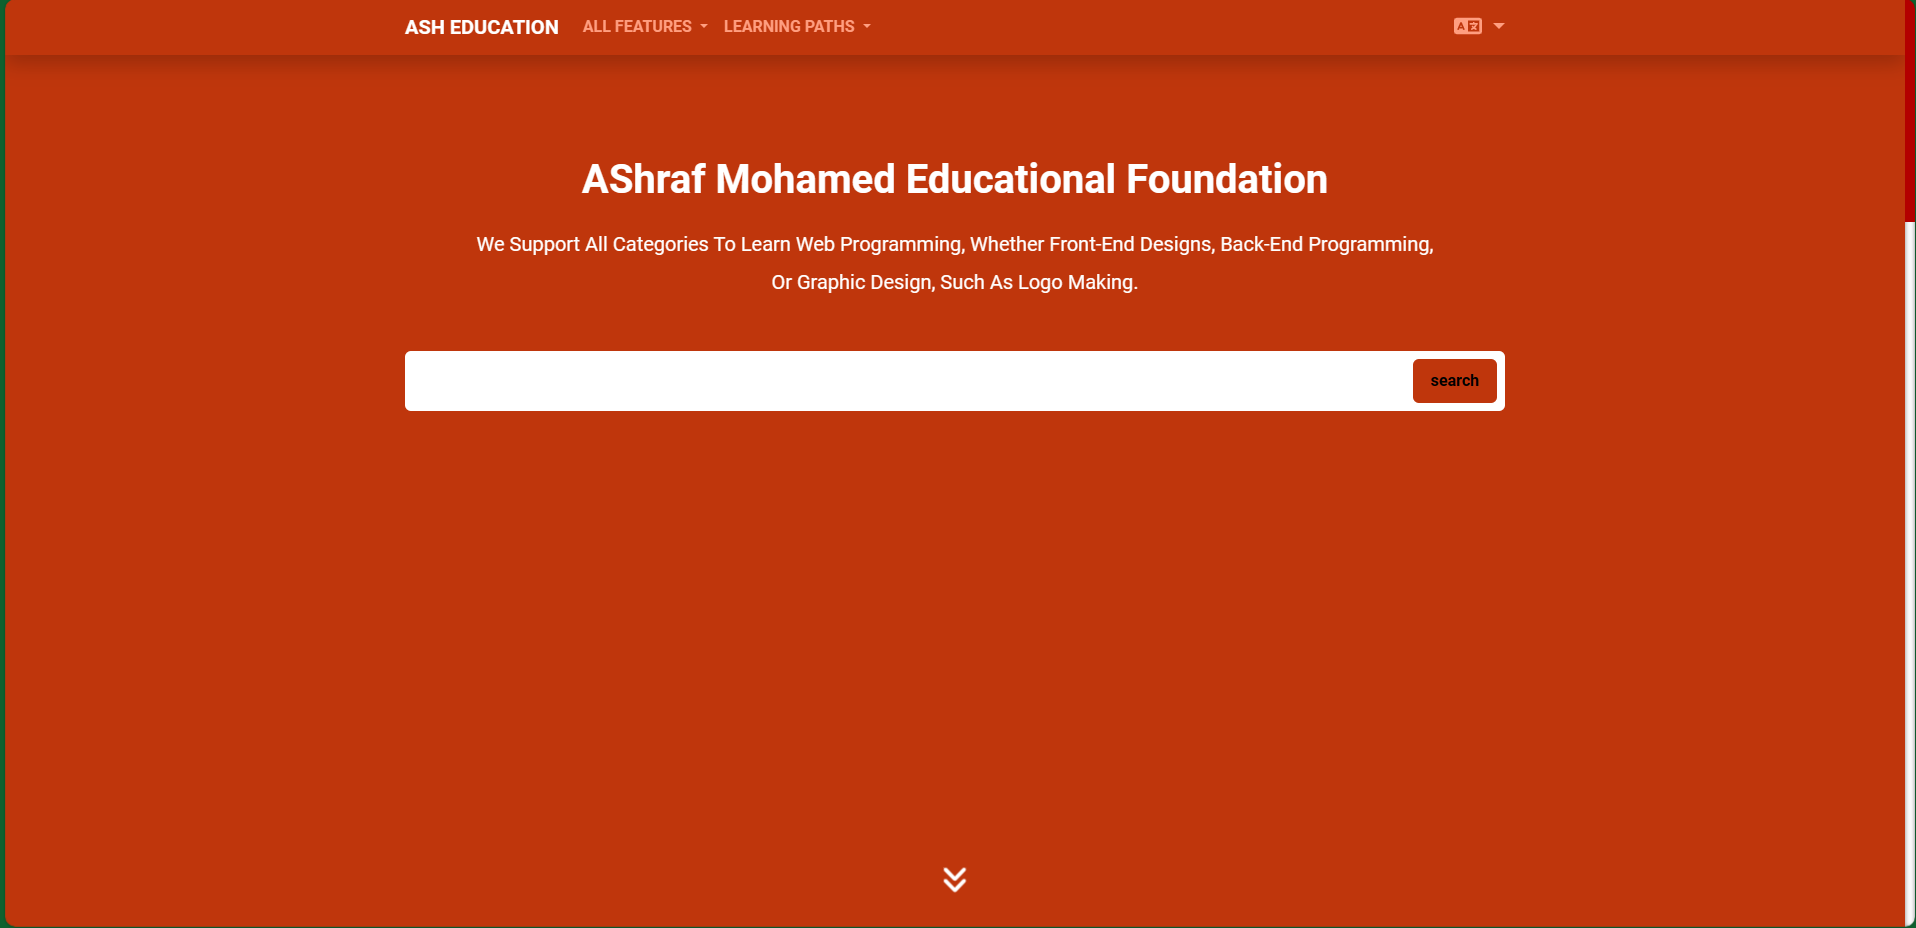 ASH EDUCATION ALL FEATURES LEARNING PATHS
AShraf Mohamed Educational Foundation
We Support All Categories To Learn Web Programming, Whether Front-End Designs, Back-End Programming,
Or Graphic Design, Such As Logo Making.
search